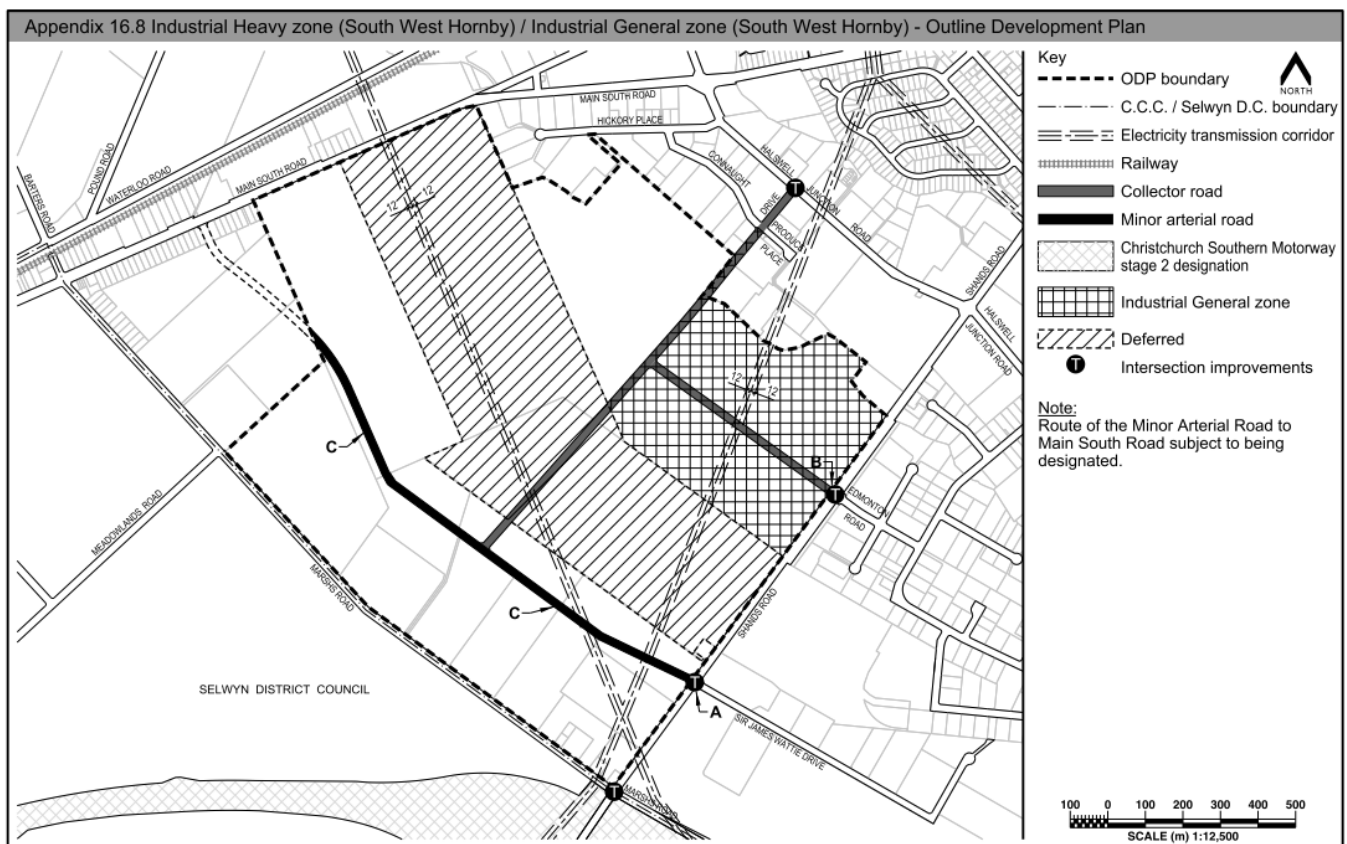 Appendix 16.8 Industrial Heavy zone (South West Hornby) / Industrial General zone (South West Hornby) - Outline Development Plan
MAIN SOUTH ROAD
HICKORY PLACE
CONNAUGHT
DRIVE
HALSWELL
JUNCTION
ROAD
PRODUCE
PLACE
POUND ROAD
WATERLOO ROAD
BARTERS ROAD
MAIN SOUTH ROAD
12
12
SHANDS ROAD
HALSWELL
JUNCTION ROAD
12
12
C
B
EDMONTON
ROAD
MEADOWLANDS ROAD
MARSHS ROAD
C
SHANDS ROAD
SELWYN DISTRICT COUNCIL
A
SIR JAMES WATTIE DRIVE
MARSHS ROAD
T
T
T
T
Key
NORTH
ODP boundary
C.C.C. / Selwyn D.C. boundary
Electricity transmission corridor
Railway
Collector road
Minor arterial road
Christchurch Southern Motorway
stage 2 designation
Industrial General zone
Deferred
T Intersection improvements
Note:
Route of the Minor Arterial Road to
Main South Road subject to being
designated.
100 0 100 200 300 400 500
SCALE (m) 1:12,500